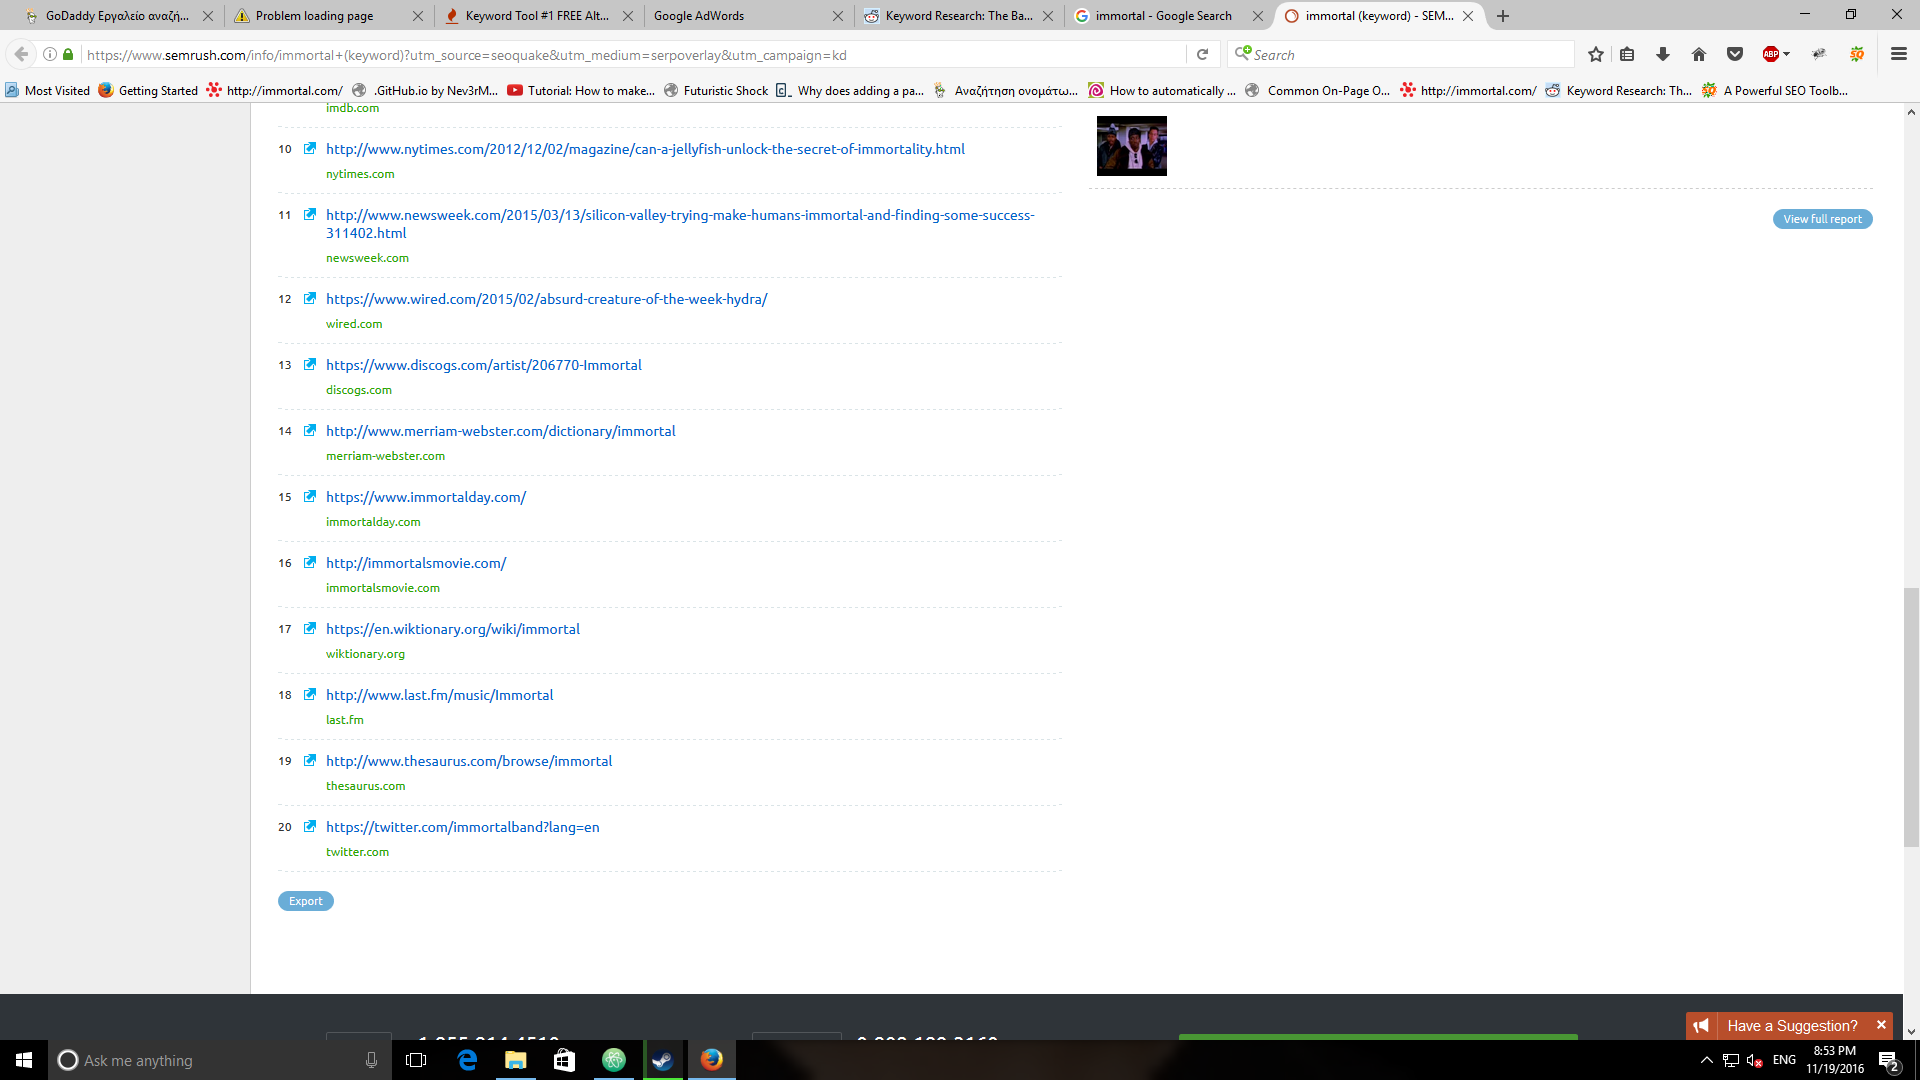 GoDaddy Εργαλείο αναζή...
Problem loading page
Keyword Tool #1 FREE Alt...
Google AdWords
Keyword Research: The Ba...
immortal - Google Search
immortal (keyword) - SEM...
https://www.semrush.com/info/immortal+(keyword)?utm_source=seoquake&utm_medium=serpoverlay&utm_campaign=kd
Search
ABP
Most Visited
Getting Started
http://immortal.com/
.GitHub.io by Nev3rM...
Tutorial: How to make...
Futuristic Shock
Why does adding a pa...
Αναζήτηση ονομάτω...
How to automatically ...
Common On-Page O...
http://immortal.com/
Keyword Research: Th...
A Powerful SEO Toolb...
imdb.com
10 http://www.nytimes.com/2012/12/02/magazine/can-a-jellyfish-unlock-the-secret-of-immortality.html
nytimes.com
11 http://www.newsweek.com/2015/03/13/silicon-valley-trying-make-humans-immortal-and-finding-some-success-
311402.html
newsweek.com
View full report
12 https://www.wired.com/2015/02/absurd-creature-of-the-week-hydra/
wired.com
13 https://www.discogs.com/artist/206770-Immortal
discogs.com
14 http://www.merriam-webster.com/dictionary/immortal
merriam-webster.com
15 https://www.immortalday.com/
immortalday.com
16 http://immortalsmovie.com/
immortalsmovie.com
17 https://en.wiktionary.org/wiki/immortal
wiktionary.org
18 http://www.last.fm/music/Immortal
last.fm
19 http://www.thesaurus.com/browse/immortal
thesaurus.com
20 https://twitter.com/immortalband?lang=en
twitter.com
Export
Have a Suggestion?
Ask me anything
ENG
8:53 PM
11/19/2016
2